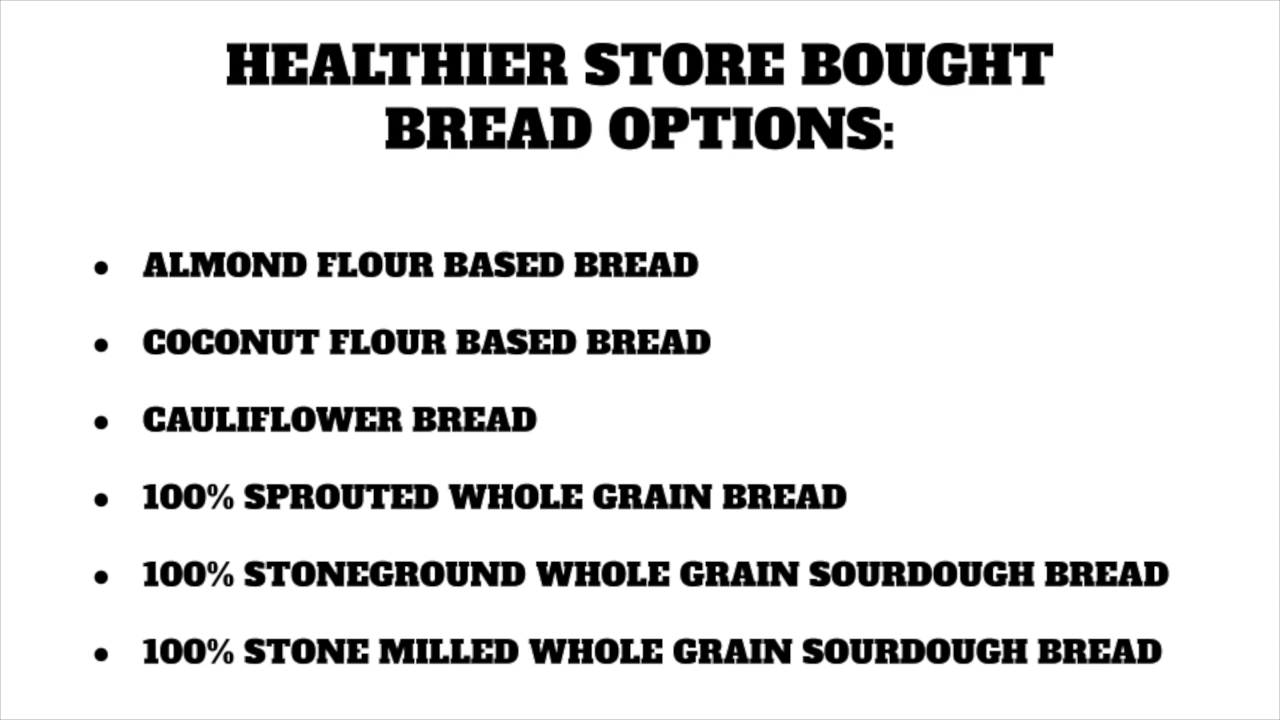 HEALTHIER STORE BOUGHT
BREAD OPTIONS:
• ALMOND FLOUR BASED BREAD
• COCONUT FLOUR BASED BREAD
• CAULIFLOWER BREAD
• 100% SPROUTED WHOLE GRAIN BREAD
• 100% STONEGROUND WHOLE GRAIN SOURDOUGH BREAD
• 100% STONE MILLED WHOLE GRAIN SOURDOUGH BREAD